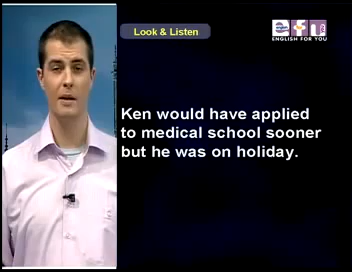 Look & Listen
efu
ENGLISH FOR YOU
Ken would have applied
to medical school sooner
but he was on holiday.